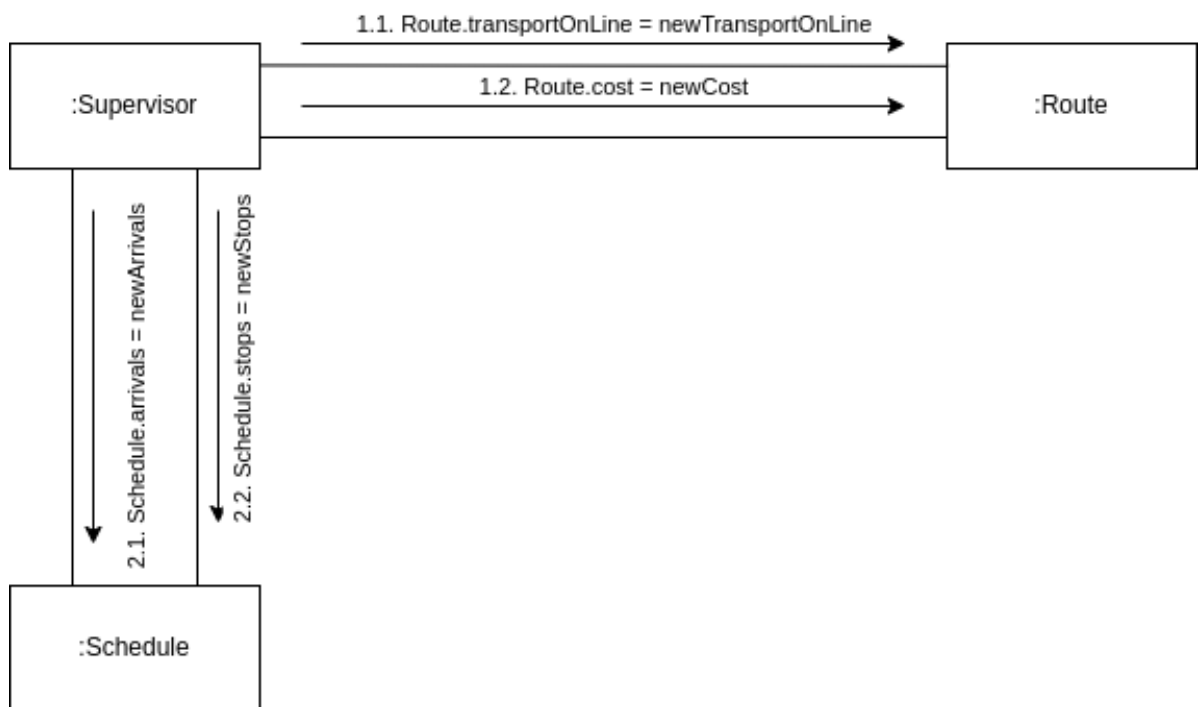 1.1. Route.transportOnLine = newTransportOnLine
:Supervisor
1.2. Route.cost = newCost
:Route
2.1. Schedule.arrivals = newArrivals
2.2. Schedule.stops = newStops
:Schedule